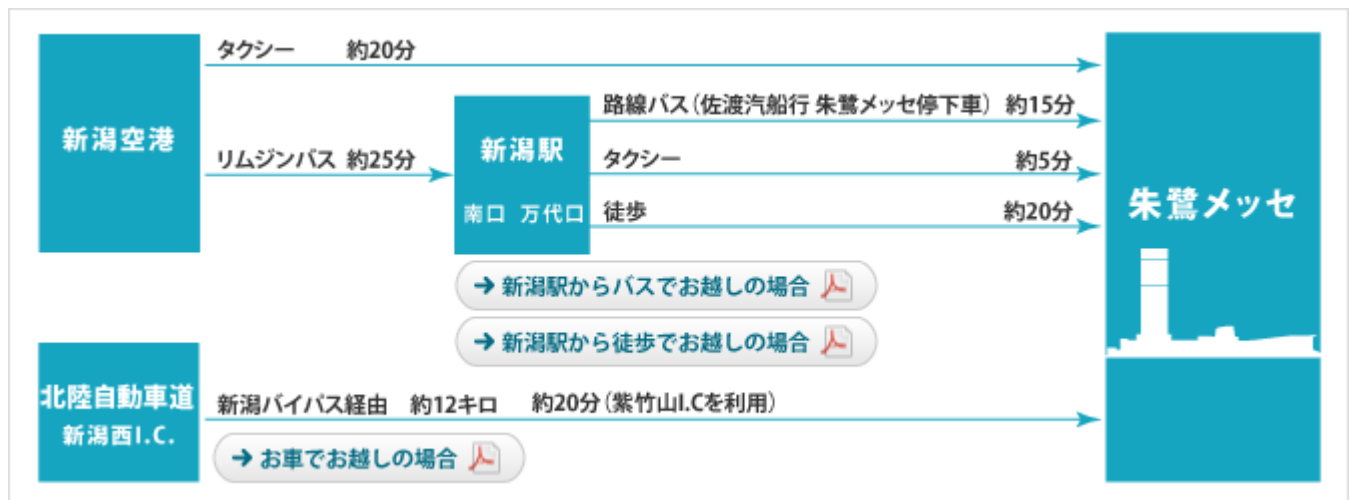 新潟空港
タクシー 約20分
リムジンバス 約25分
新潟駅
南口 万代口
路線バス(佐渡汽船行 朱鷺メッセ停下車) 約15分
タクシー 約5分
徒歩 約20分
朱鷺メッセ
→ 新潟駅からバスでお越しの場合
→ 新潟駅から徒歩でお越しの場合
北陸自動車道
新潟西I.C.
新潟バイパス経由 約12キロ 約20分(紫竹山I.Cを利用)
→ お車でお越しの場合